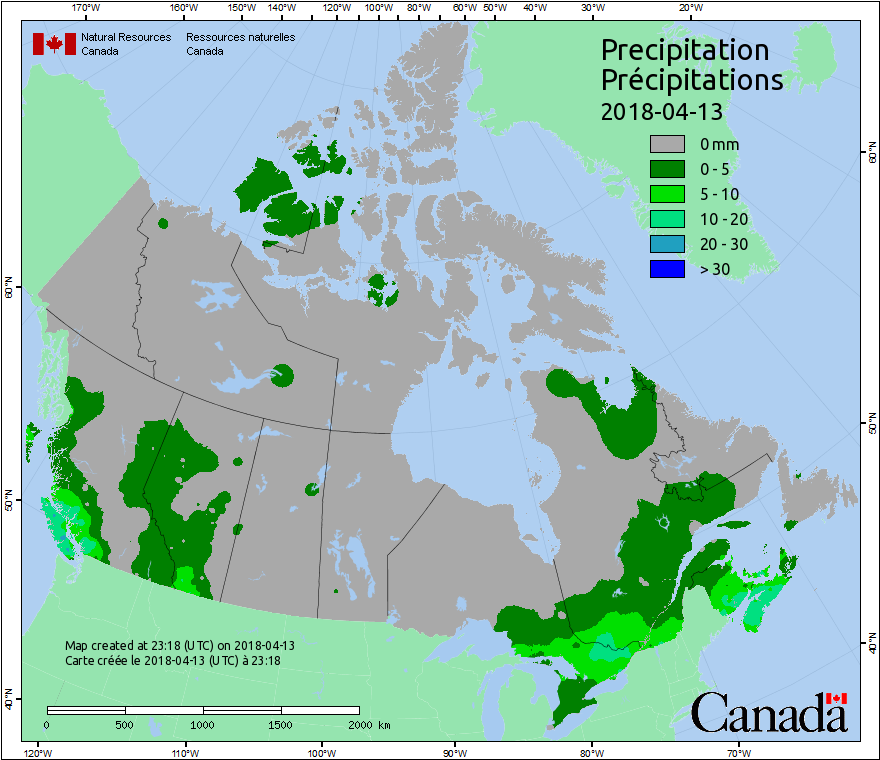 170°W 160°W 150°W 140°W 130°W 120°W 110°W 100°W 90°W 80°W 60°W 50°W 40°W 30°W 20°W
Natural Resources Ressources naturelles
Canada Canada
Precipitation
Précipitations
2018-04-13
0 mm
0 - 5
5 - 10
10 - 20
20 - 30
> 30
60°N
60°N
50°N
50°N
40°N
40°N
Map created at 23:18 (UTC) on 2018-04-13
Carte créée le 2018-04-13 (UTC) à 23:18
0 500 1000 1500 2000 km
Canada
120°W 110°W 100°W 90°W 80°W 70°W